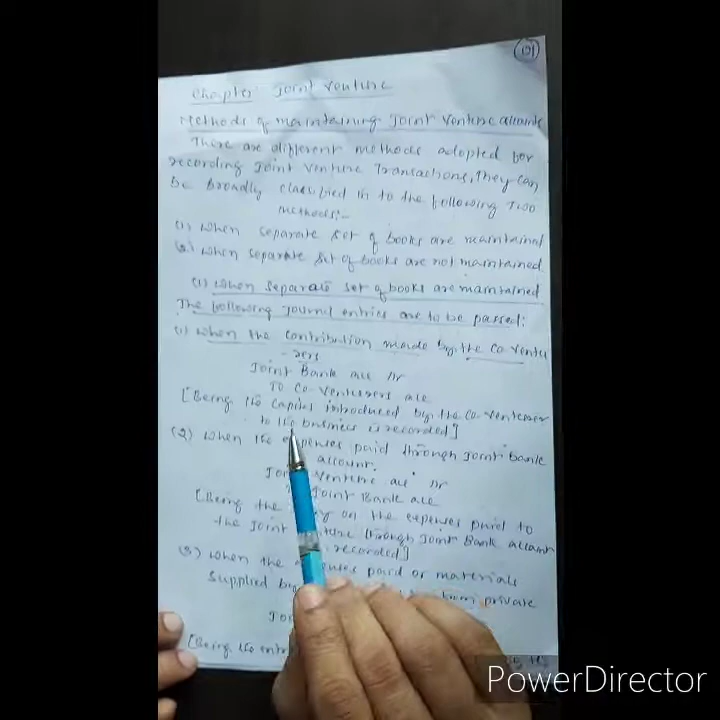 101
Chapter: Joint venture
Methods of maintaining Joint venture accounts
There are different methods adopted for
recording Joint venture Transactions, They can
be broadly classified in to the following Two
methods:-
(1) when separate set of books are maintained
(2) when separate set of books are not maintained
(1) when separate set of books are maintained
The following Journal entries are to be passed:
(1) when the contribution made by the co-ventu
-rers
Joint Bank a/c Dr
To co-venturers a/c
[Being the capital introduced by the co-venturer
to the business is recorded]
(2) when the expenses paid through Joint bank
account.
venture a/c Dr
Joint Bank a/c
[Being the on the expenses paid to
the Joint through Joint Bank account
recorded]
(3) when the paid or materials
Supplied by private
[Being the
PowerDirector